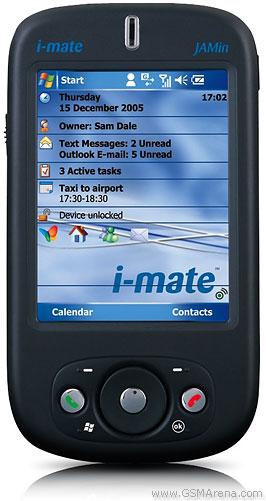 i-mate
JAMin
Start
G
17:02
Thursday
15 December 2005
Owner: Sam Dale
Text Messages: 2 Unread
Outlook E-mail: 5 Unread
3 Active tasks
Taxi to airport
17:30-18:30
Device unlocked
i-mate™
Calendar
Contacts
ok
www.GSMArena.com